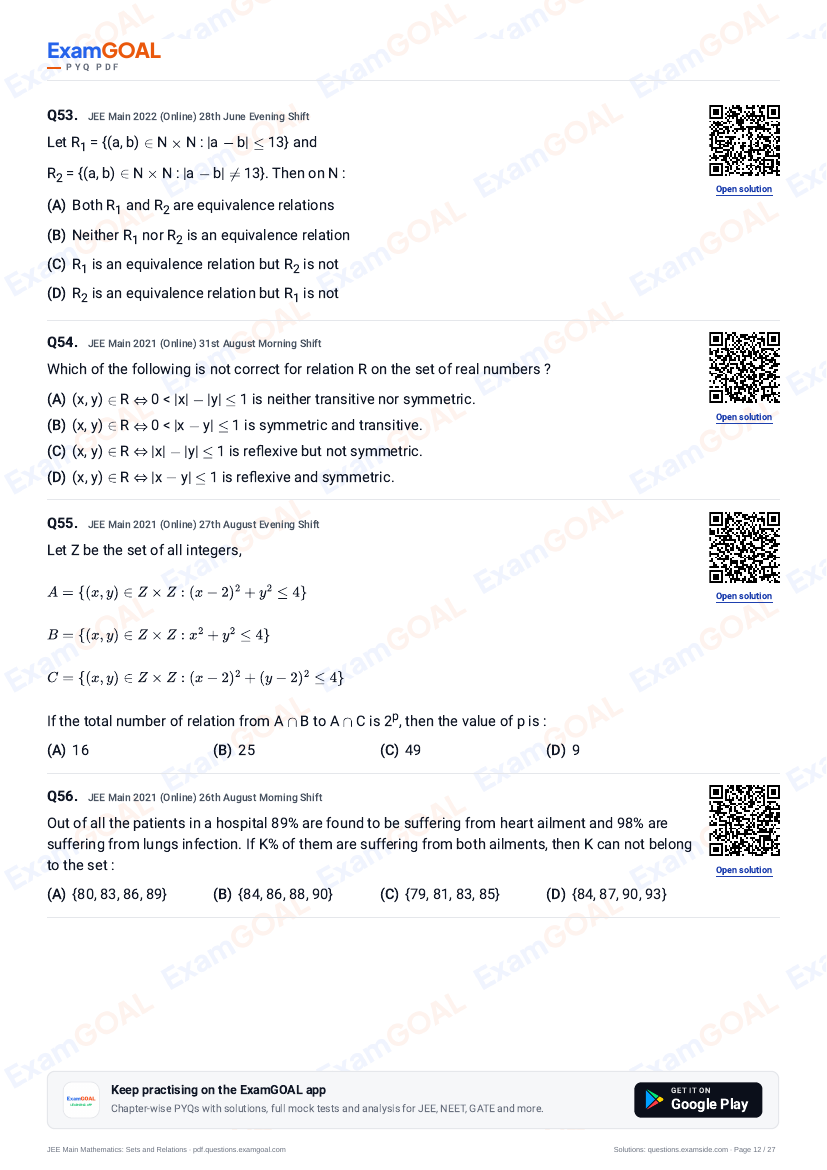 ExamGOAL
PYQ PDF
Q53. JEE Main 2022 (Online) 28th June Evening Shift
Let R₁ = {(a, b) ∈ N × N : |a − b| ≤ 13} and
R₂ = {(a, b) ∈ N × N : |a − b| ≠ 13}. Then on N :
(A) Both R₁ and R₂ are equivalence relations
(B) Neither R₁ nor R₂ is an equivalence relation
(C) R₁ is an equivalence relation but R₂ is not
(D) R₂ is an equivalence relation but R₁ is not
Open solution
Q54. JEE Main 2021 (Online) 31st August Morning Shift
Which of the following is not correct for relation R on the set of real numbers ?
(A) (x, y) ∈ R ⇔ 0 < |x| − |y| ≤ 1 is neither transitive nor symmetric.
(B) (x, y) ∈ R ⇔ 0 < |x − y| ≤ 1 is symmetric and transitive.
(C) (x, y) ∈ R ⇔ |x| − |y| ≤ 1 is reflexive but not symmetric.
(D) (x, y) ∈ R ⇔ |x − y| ≤ 1 is reflexive and symmetric.
Open solution
Q55. JEE Main 2021 (Online) 27th August Evening Shift
Let Z be the set of all integers,
A = {(x, y) ∈ Z × Z : (x − 2)² + y² ≤ 4}
B = {(x, y) ∈ Z × Z : x² + y² ≤ 4}
C = {(x, y) ∈ Z × Z : (x − 2)² + (y − 2)² ≤ 4}
If the total number of relation from A ∩ B to A ∩ C is 2ᵖ, then the value of p is :
(A) 16 (B) 25 (C) 49 (D) 9
Open solution
Q56. JEE Main 2021 (Online) 26th August Morning Shift
Out of all the patients in a hospital 89% are found to be suffering from heart ailment and 98% are
suffering from lungs infection. If K% of them are suffering from both ailments, then K can not belong
to the set :
(A) {80, 83, 86, 89} (B) {84, 86, 88, 90} (C) {79, 81, 83, 85} (D) {84, 87, 90, 93}
Open solution
Keep practising on the ExamGOAL app
Chapter-wise PYQs with solutions, full mock tests and analysis for JEE, NEET, GATE and more.
GET IT ON
Google Play
JEE Main Mathematics: Sets and Relations · pdf.questions.examgoal.com
Solutions: questions.examside.com · Page 12 / 27